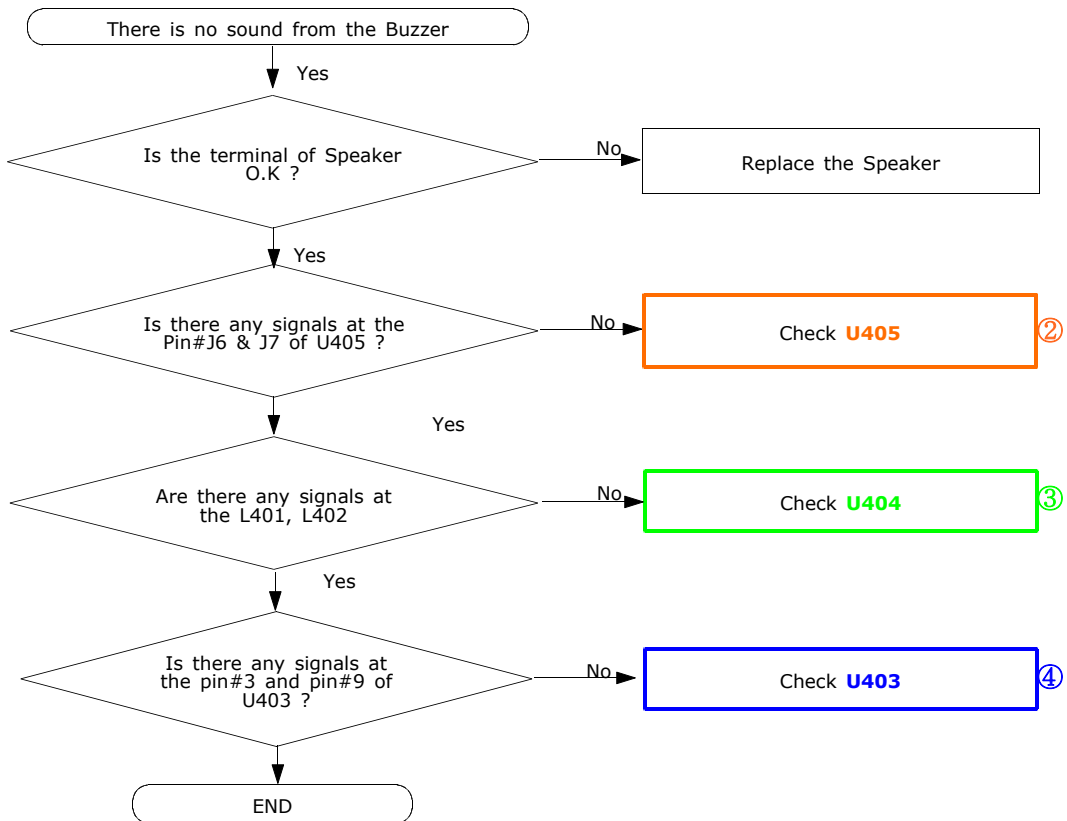 There is no sound from the Buzzer
Yes
Is the terminal of Speaker
O.K ?
No
Replace the Speaker
Yes
Is there any signals at the
Pin#J6 & J7 of U405 ?
No
Check U405
②
Yes
Are there any signals at
the L401, L402
No
Check U404
③
Yes
Is there any signals at
the pin#3 and pin#9 of
U403 ?
No
Check U403
④
END